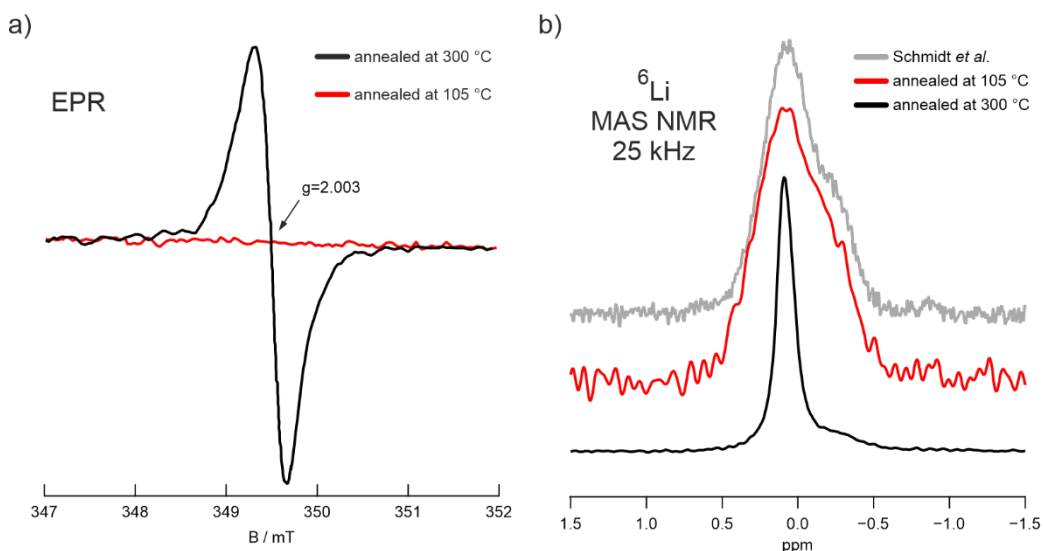 a)
EPR
annealed at 300 °C
annealed at 105 °C
g=2.003
347 348 349 350 351 352
B / mT
b)
⁶Li
MAS NMR
25 kHz
Schmidt et al.
annealed at 105 °C
annealed at 300 °C
1.5 1.0 0.5 0.0 −0.5 −1.0 −1.5
ppm